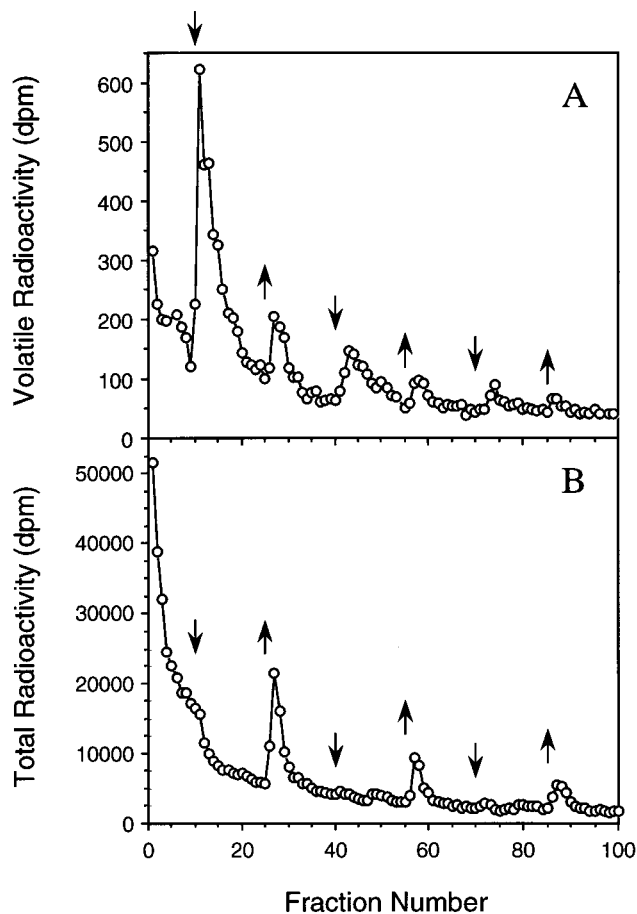 A
Volatile Radioactivity (dpm)
600
500
400
300
200
100
0
B
Total Radioactivity (dpm)
50000
40000
30000
20000
10000
0
0 20 40 60 80 100
Fraction Number